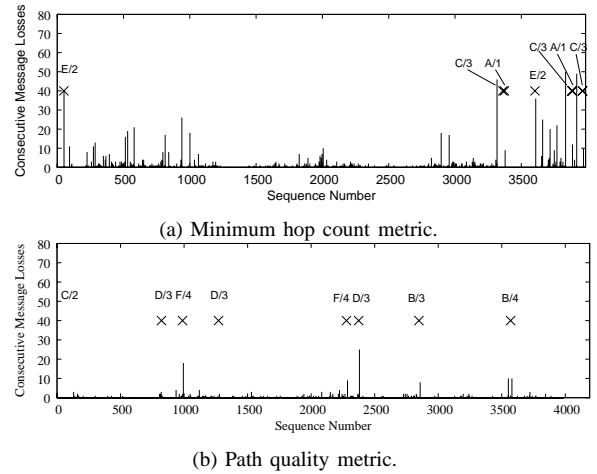 Consecutive Message Losses
80
70
60
50
40
30
20
10
0
E/2
C/3
A/1
E/2
C/3 A/1 C/3
0 500 1000 1500 2000 2500 3000 3500
Sequence Number
(a) Minimum hop count metric.
Consecutive Message Losses
80
70
60
50
40
30
20
10
0
C/2 D/3 F/4 D/3 F/4 D/3 B/3 B/4
0 500 1000 1500 2000 2500 3000 3500 4000
Sequence Number
(b) Path quality metric.